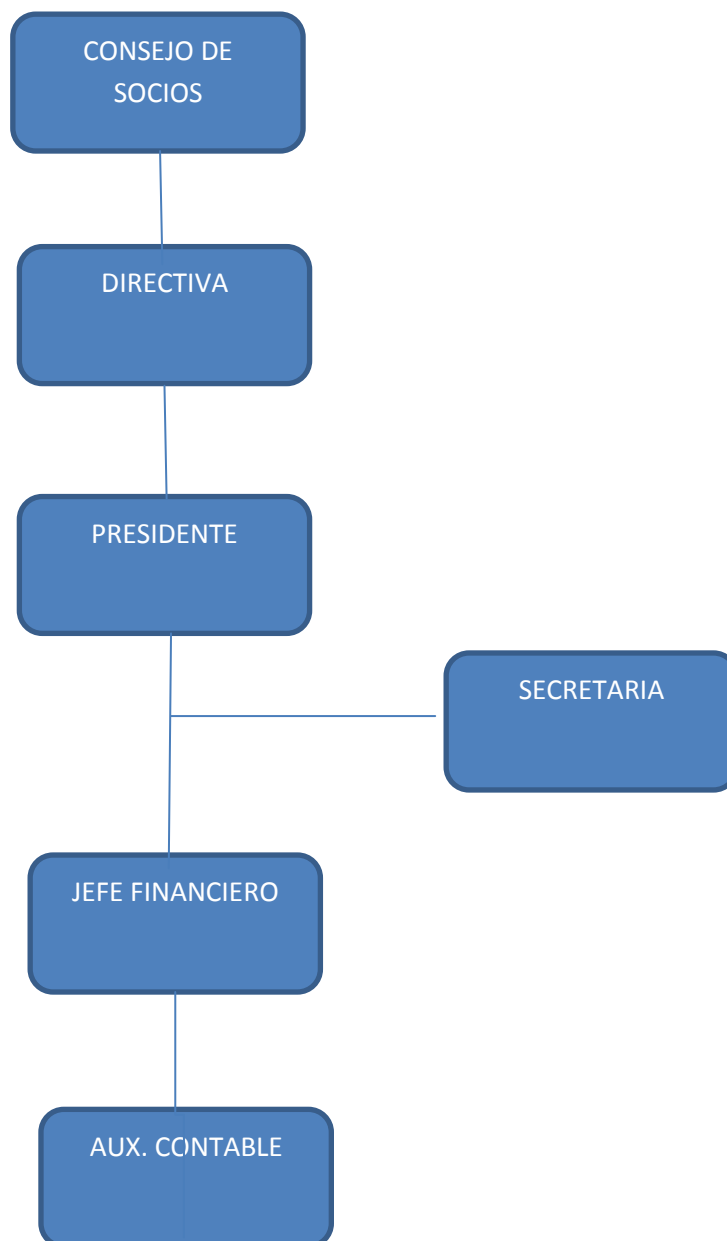 CONSEJO DE
SOCIOS
DIRECTIVA
PRESIDENTE
SECRETARIA
JEFE FINANCIERO
AUX. CONTABLE